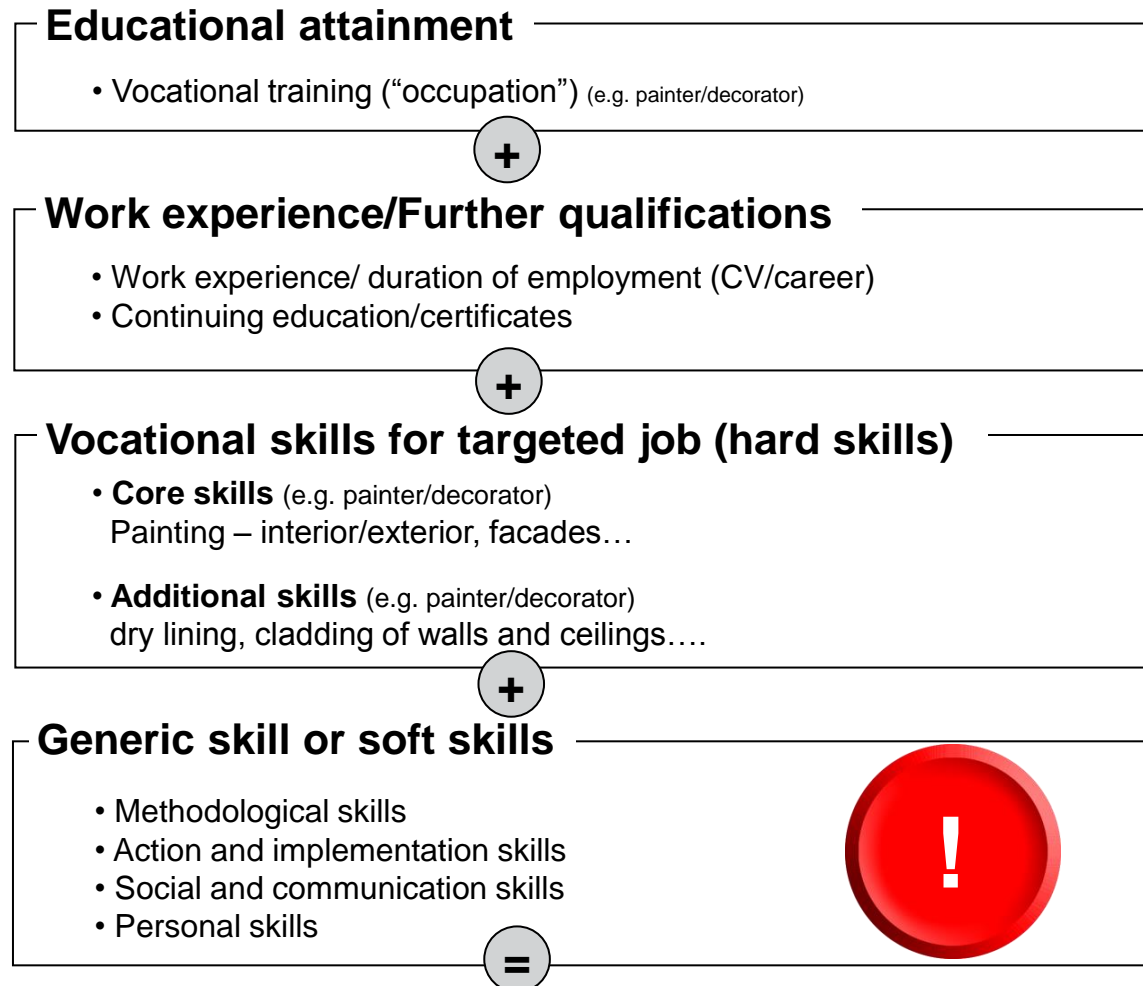 Educational attainment
• Vocational training (“occupation”) (e.g. painter/decorator)
+
Work experience/Further qualifications
• Work experience/ duration of employment (CV/career)
• Continuing education/certificates
+
Vocational skills for targeted job (hard skills)
• Core skills (e.g. painter/decorator)
Painting – interior/exterior, facades…
• Additional skills (e.g. painter/decorator)
dry lining, cladding of walls and ceilings….
+
Generic skill or soft skills
• Methodological skills
• Action and implementation skills
• Social and communication skills
• Personal skills
!
=